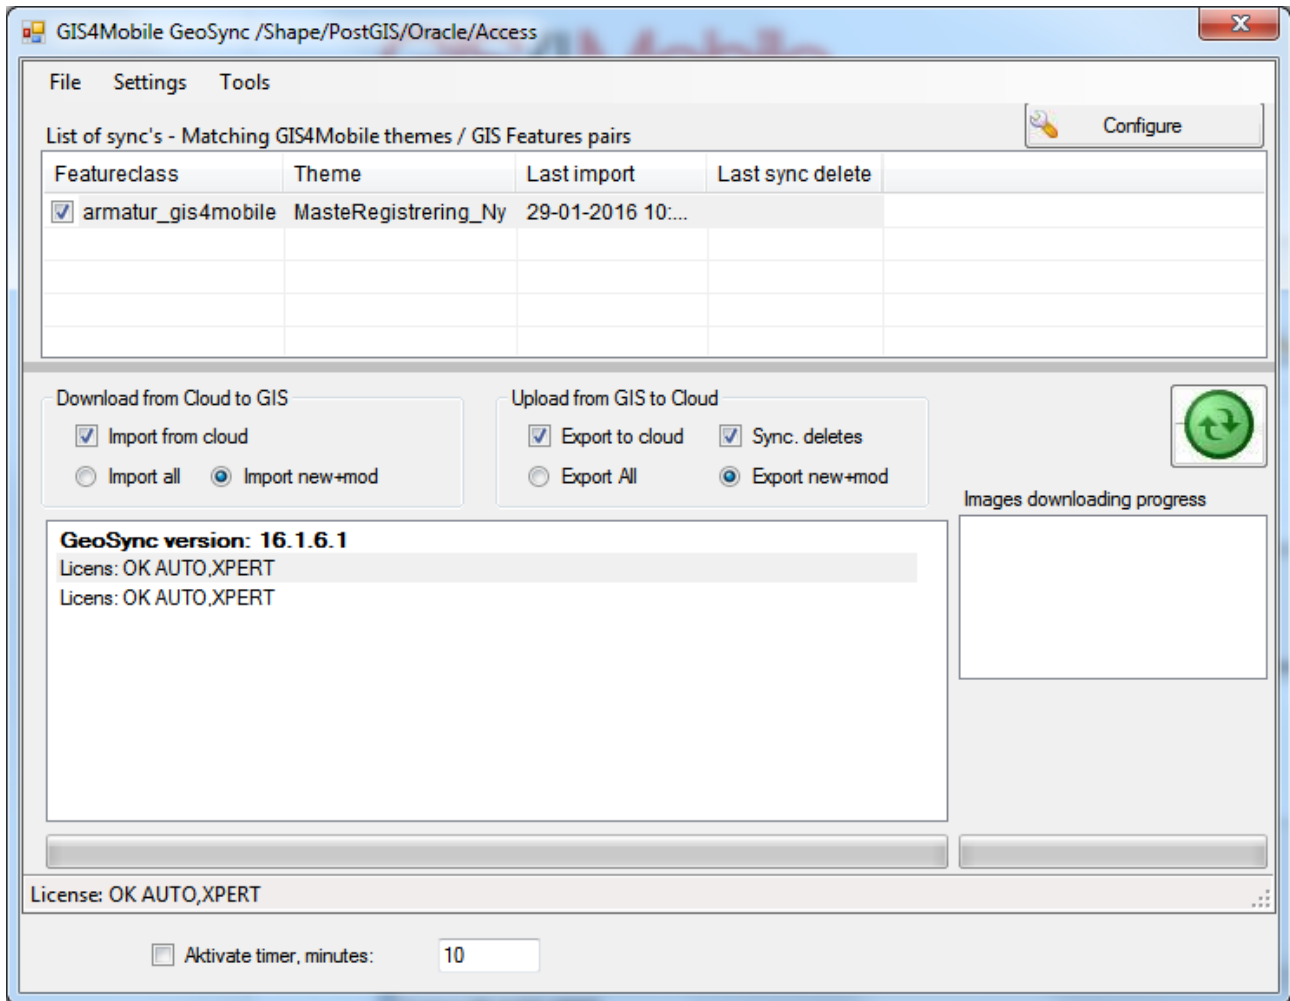 GIS4Mobile GeoSync /Shape/PostGIS/Oracle/Access
File Settings Tools
Configure
List of sync's - Matching GIS4Mobile themes / GIS Features pairs
Featureclass Theme Last import Last sync delete
armatur_gis4mobile MasteRegistrering_Ny 29-01-2016 10:...
Download from Cloud to GIS
Import from cloud
Import all Import new+mod
Upload from GIS to Cloud
Export to cloud Sync. deletes
Export All Export new+mod
Images downloading progress
GeoSync version: 16.1.6.1
Licens: OK AUTO,XPERT
Licens: OK AUTO,XPERT
License: OK AUTO,XPERT
Aktivate timer, minutes: 10